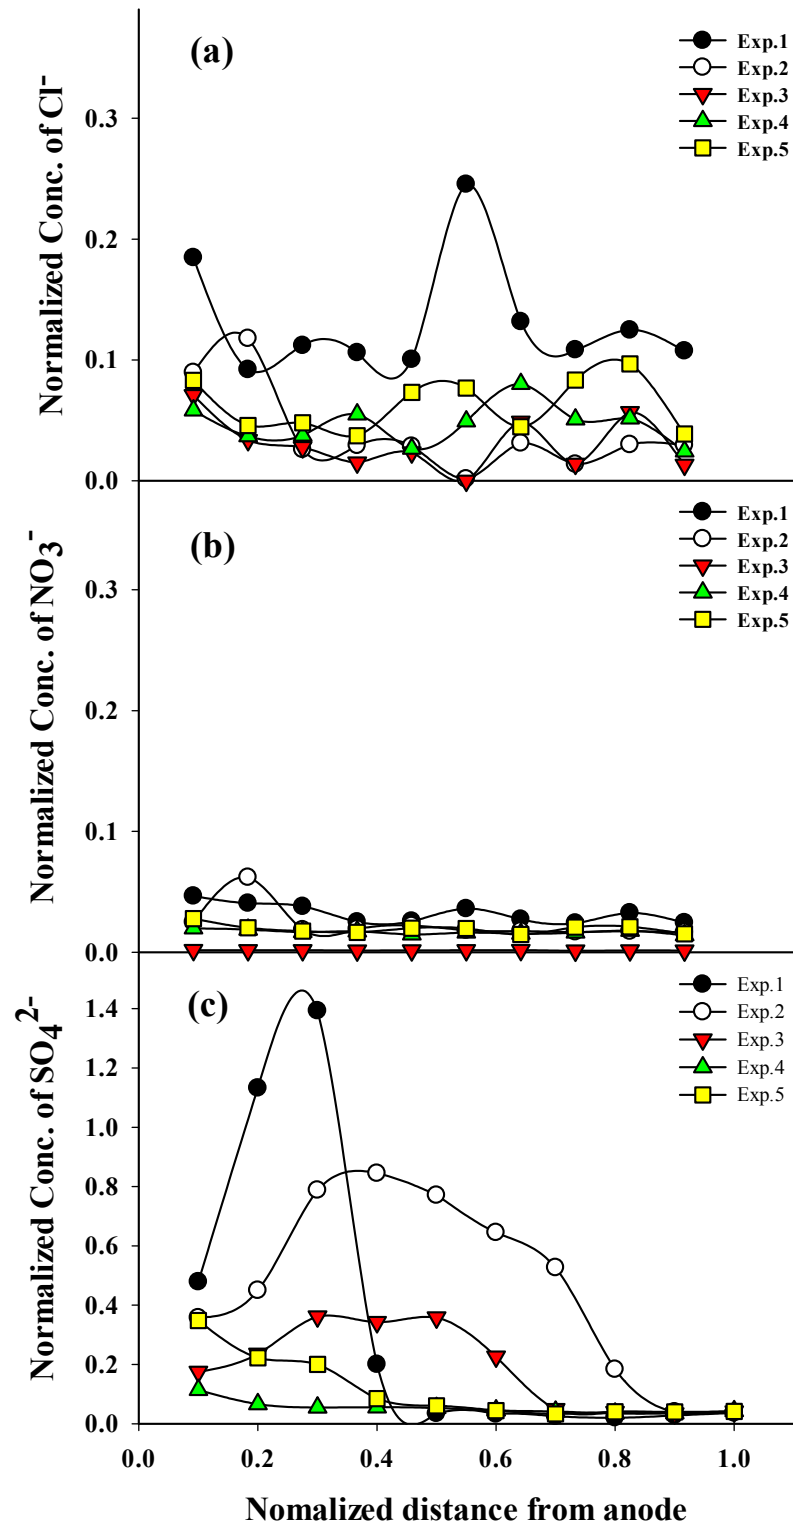 (a)
Exp.1
Exp.2
Exp.3
Exp.4
Exp.5
Normalized Conc. of Cl⁻
0.3
0.2
0.1
0.0
(b)
Exp.1
Exp.2
Exp.3
Exp.4
Exp.5
Normalized Conc. of NO₃⁻
0.3
0.2
0.1
0.0
(c)
Exp.1
Exp.2
Exp.3
Exp.4
Exp.5
Normalized Conc. of SO₄²⁻
1.4
1.2
1.0
0.8
0.6
0.4
0.2
0.0
0.0 0.2 0.4 0.6 0.8 1.0
Nomalized distance from anode